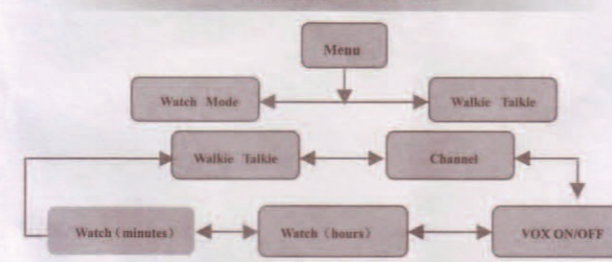 Menu
Watch Mode
Walkie Talkie
Walkie Talkie
Channel
Watch（minutes）
Watch（hours）
VOX ON/OFF